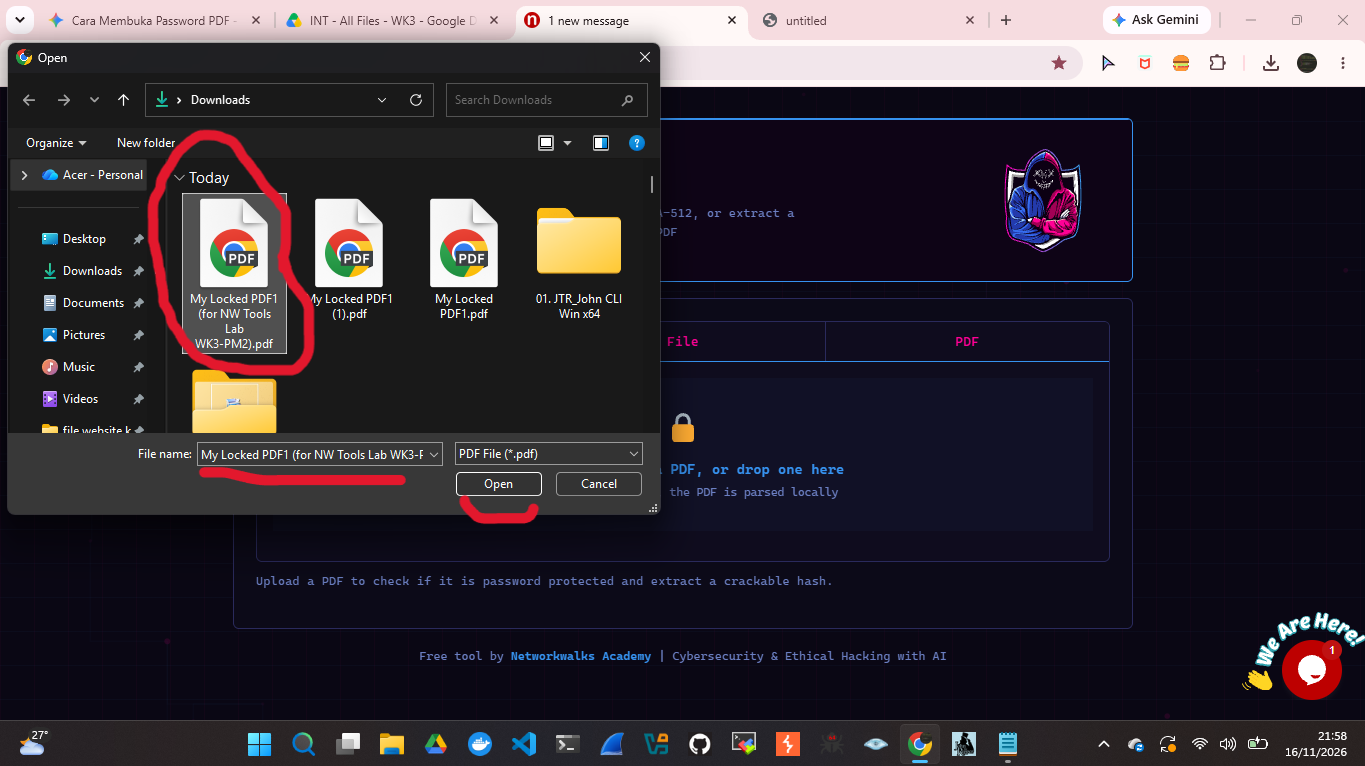 Cara Membuka Password PDF -
INT - All Files - WK3 - Google D
1 new message
untitled
Ask Gemini
Open
Downloads
Search Downloads
Organize
New folder
Acer - Personal
Desktop
Downloads
Documents
Pictures
Music
Videos
file website k
Today
My Locked PDF1
(for NW Tools
Lab
WK3-PM2).pdf
My Locked PDF1
(1).pdf
My Locked
PDF1.pdf
01. JTR_John CLI
Win x64
PDF
PDF
PDF
File name:
My Locked PDF1 (for NW Tools Lab WK3-P
PDF File (*.pdf)
Open
Cancel
A-512, or extract a
PDF
File
PDF
PDF, or drop one here
the PDF is parsed locally
Upload a PDF to check if it is password protected and extract a crackable hash.
Free tool by Networkwalks Academy | Cybersecurity & Ethical Hacking with AI
We Are Here!
1
27°
21:58
16/11/2026